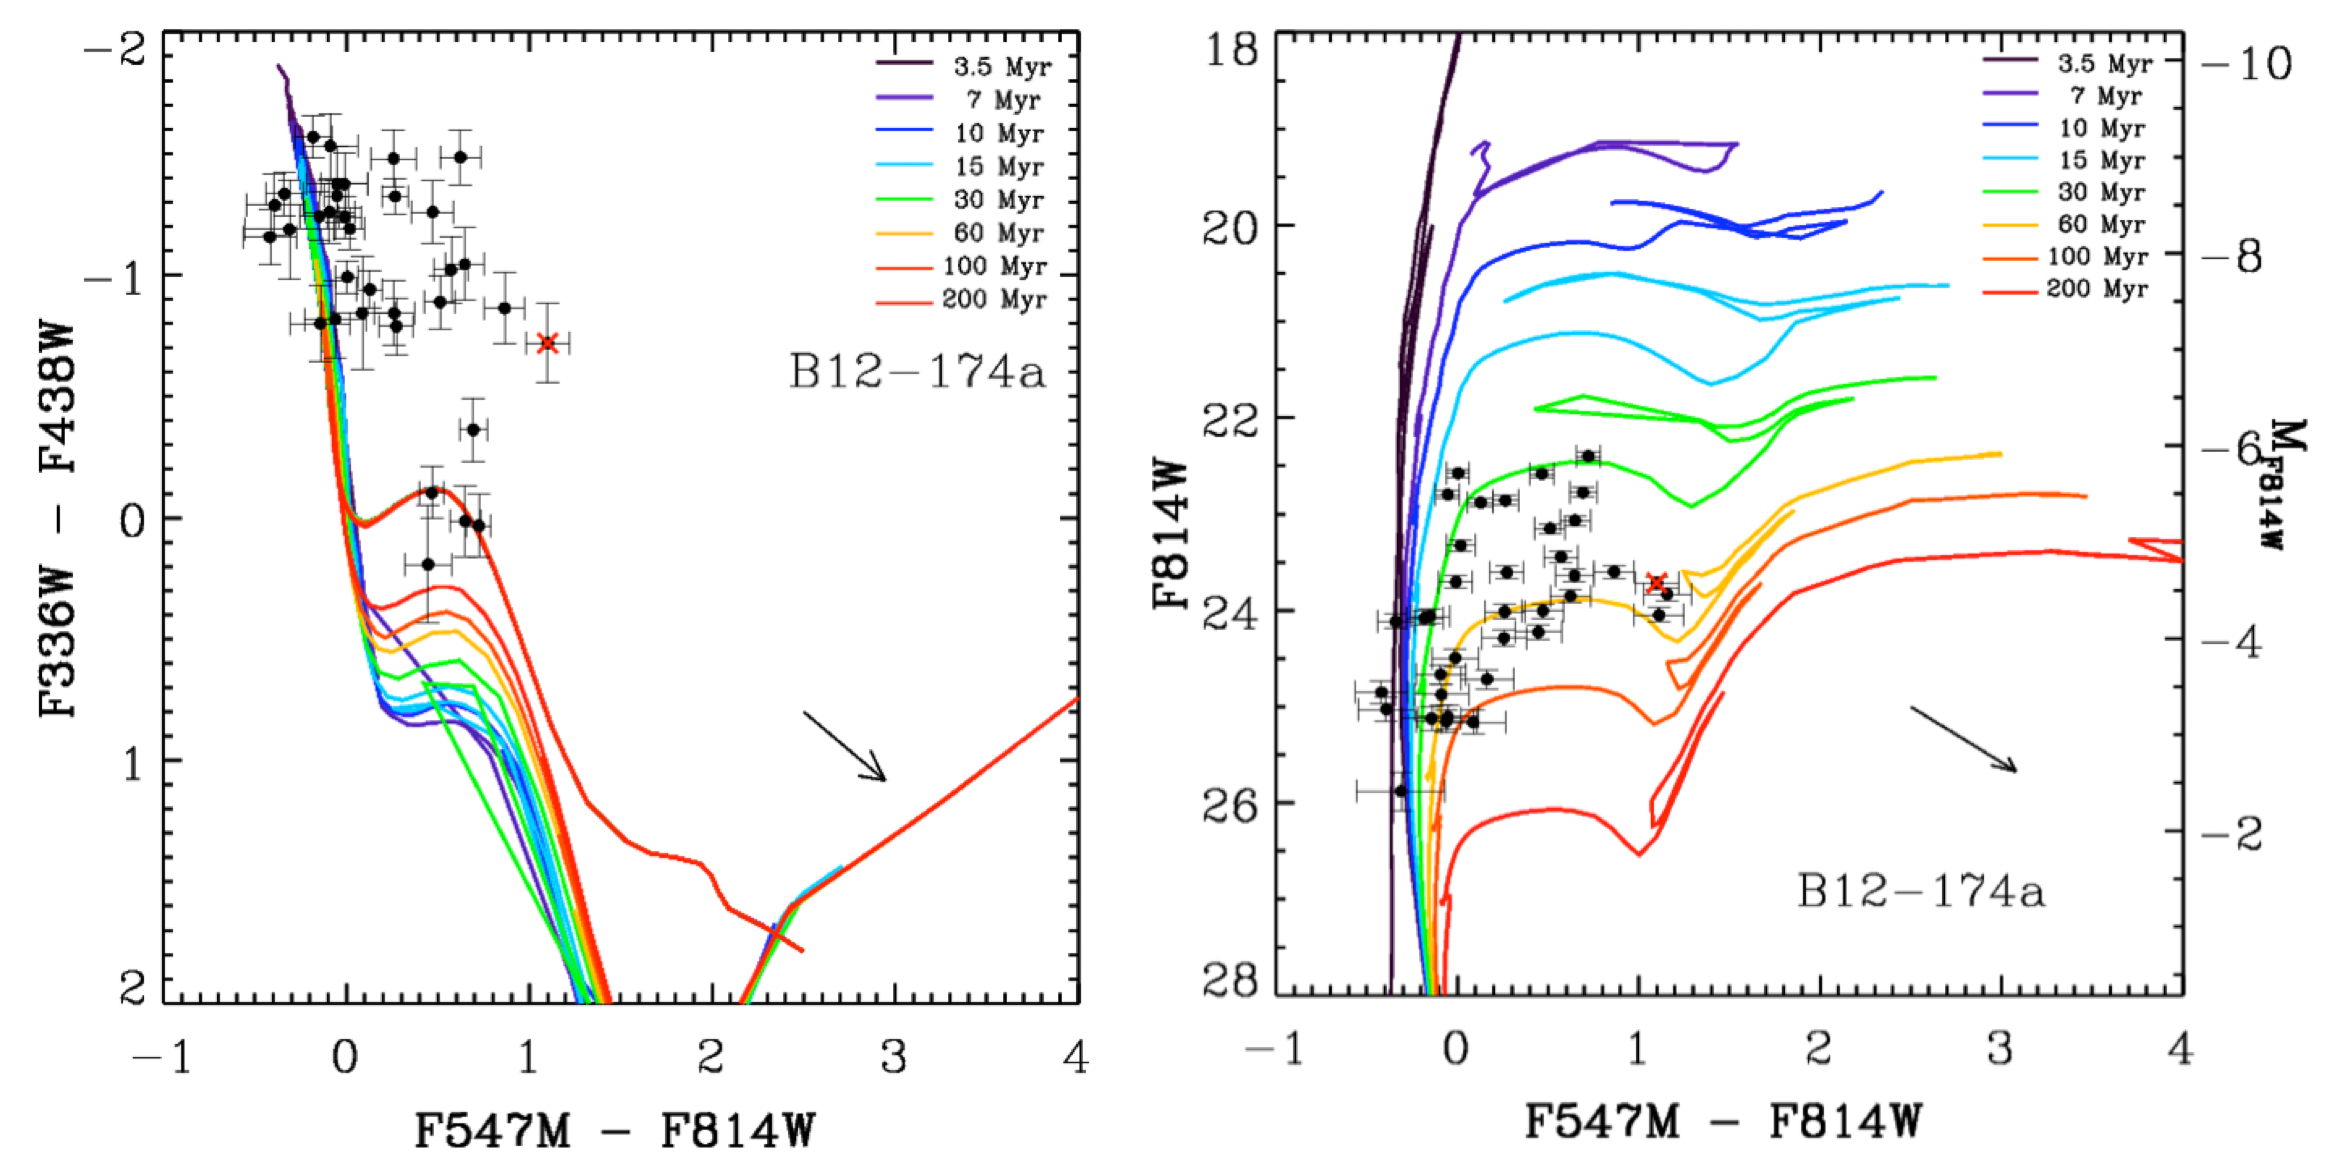 −2
−1
0
1
2
F336W − F438W
3.5 Myr
7 Myr
10 Myr
15 Myr
30 Myr
60 Myr
100 Myr
200 Myr
B12−174a
−1 0 1 2 3 4
F547M − F814W
18
20
22
24
26
28
F814W
3.5 Myr
7 Myr
10 Myr
15 Myr
30 Myr
60 Myr
100 Myr
200 Myr
B12−174a
−10
−8
−6
−4
−2
MF814W
−1 0 1 2 3 4
F547M − F814W